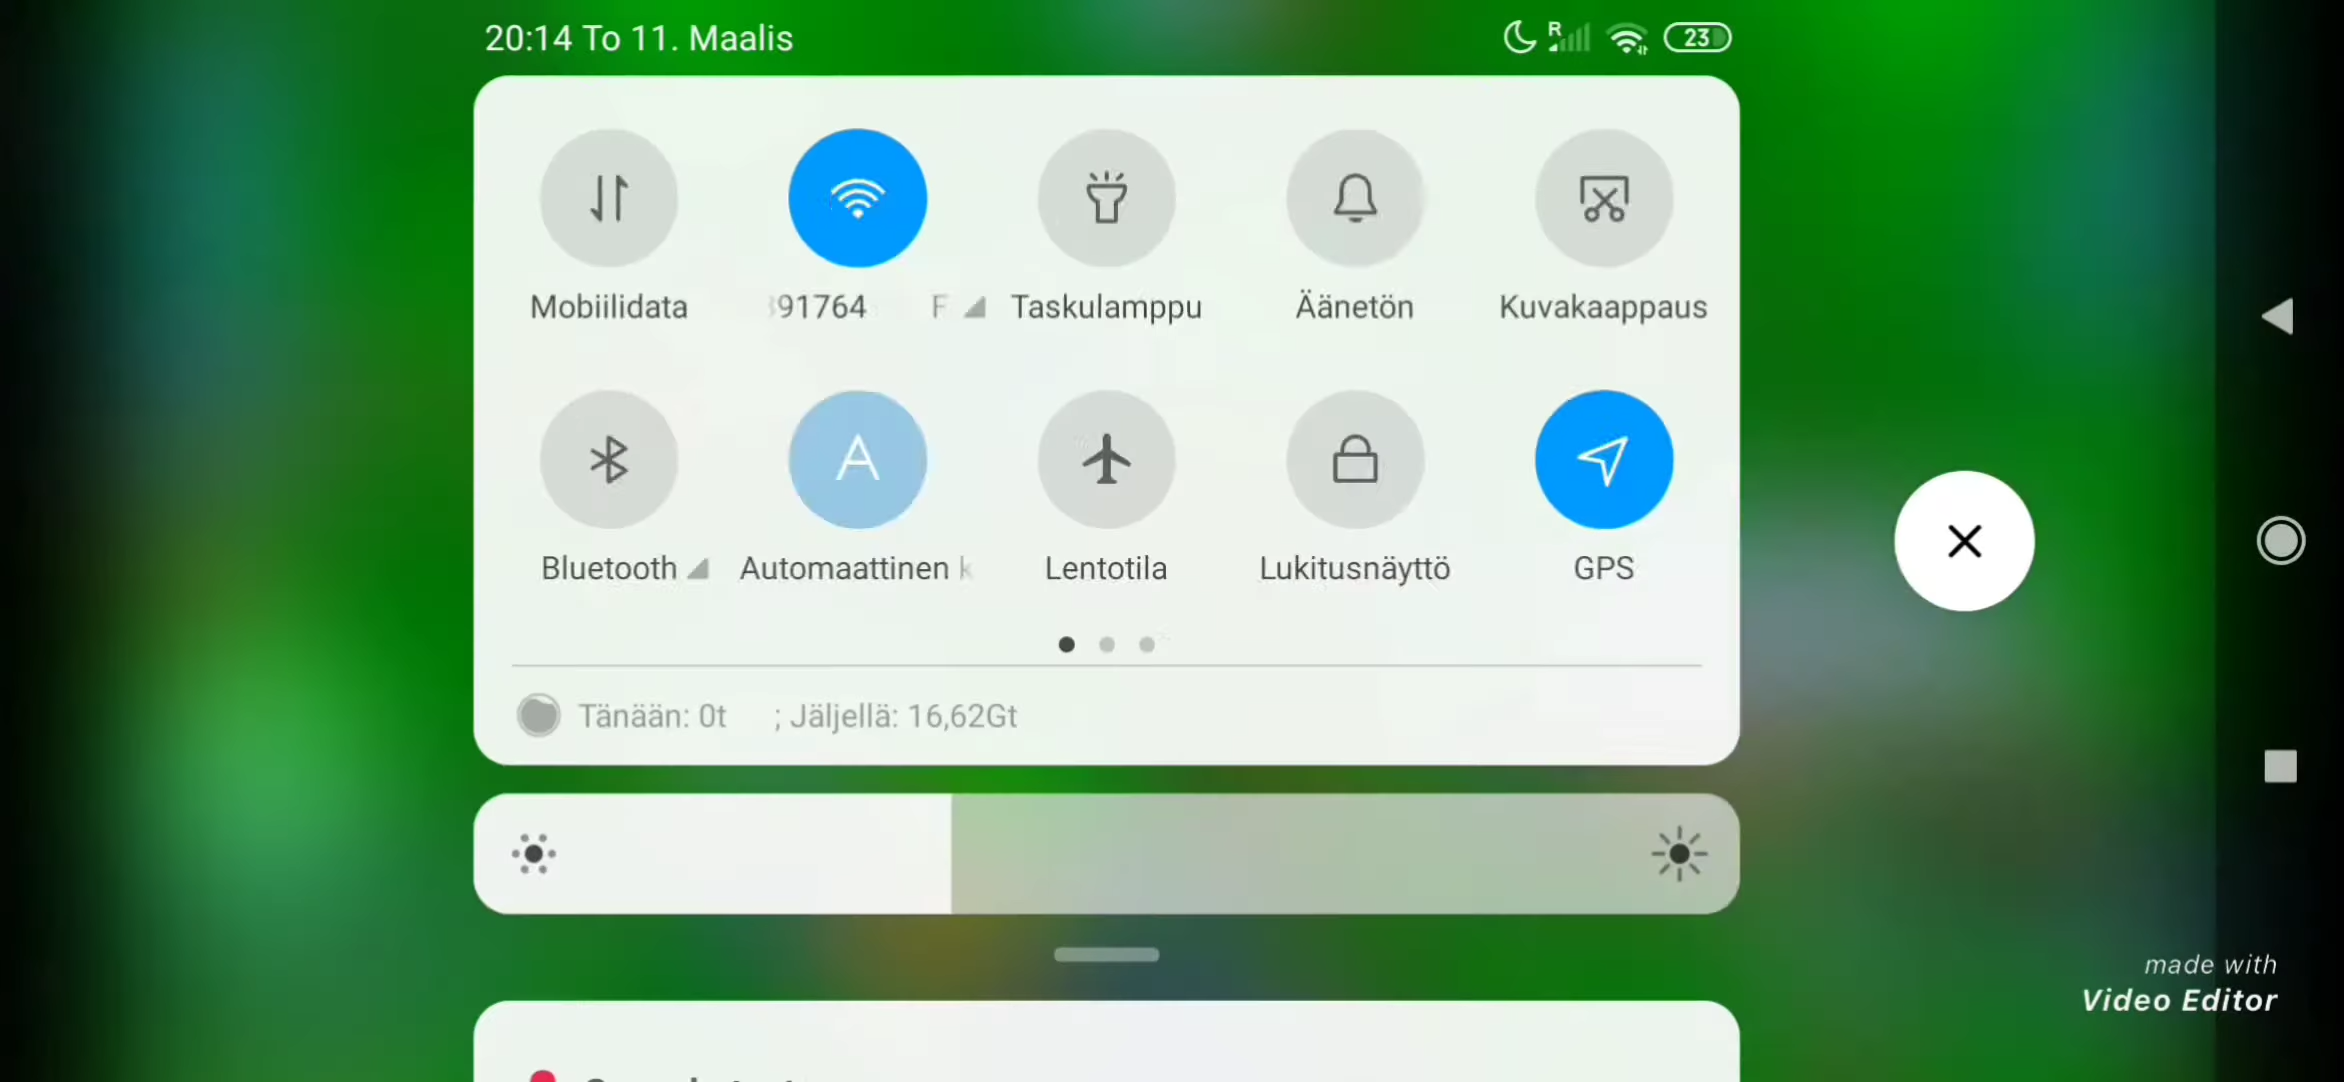 20:14 To 11. Maalis
R
23
Mobiilidata
91764 F
Taskulamppu
Äänetön
Kuvakaappaus
Bluetooth
Automaattinen k
Lentotila
Lukitusnäyttö
GPS
Tänään: 0t ; Jäljellä: 16,62Gt
made with
Video Editor